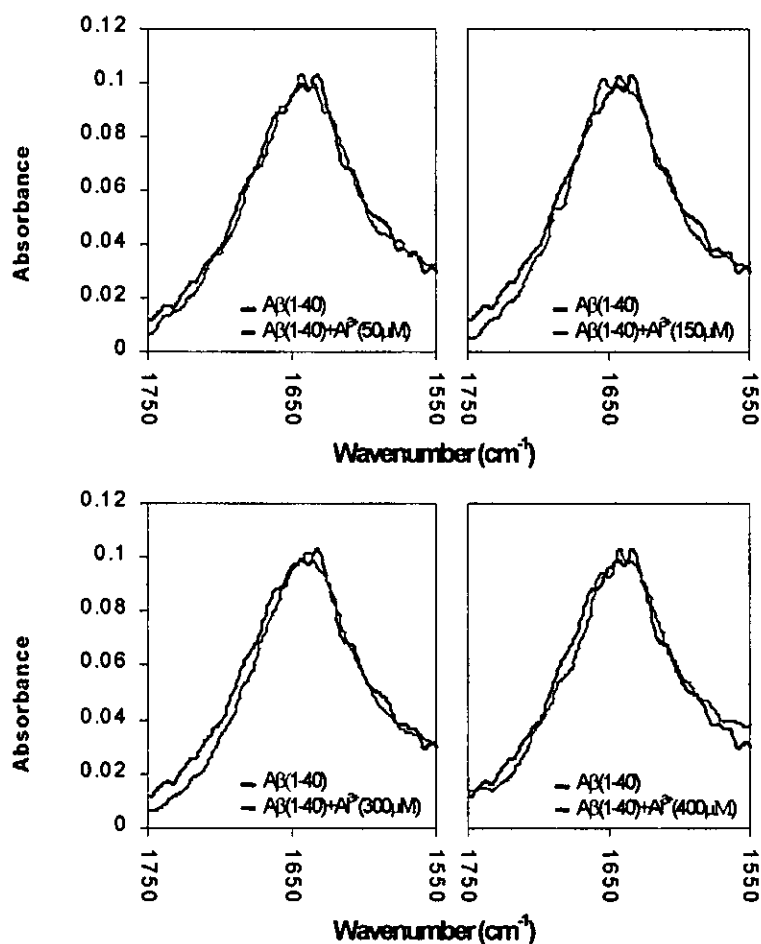 0.12
0.1
0.08
0.06
0.04
0.02
0
Absorbance
Aβ(1-40)
Aβ(1-40)+Al³⁺(50μM)
Aβ(1-40)
Aβ(1-40)+Al³⁺(150μM)
1750
1650
1550
1750
1650
1550
Wavenumber (cm⁻¹)
0.12
0.1
0.08
0.06
0.04
0.02
0
Absorbance
Aβ(1-40)
Aβ(1-40)+Al³⁺(300μM)
Aβ(1-40)
Aβ(1-40)+Al³⁺(400μM)
1750
1650
1550
1750
1650
1550
Wavenumber (cm⁻¹)